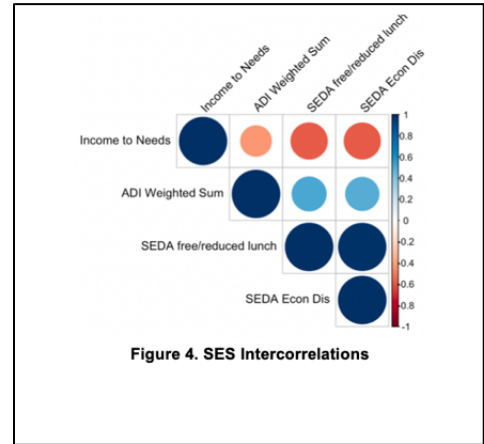 Income to Needs
ADI Weighted Sum
SEDA free/reduced lunch
SEDA Econ Dis
Income to Needs
ADI Weighted Sum
SEDA free/reduced lunch
SEDA Econ Dis
1
0.8
0.6
0.4
0.2
0
-0.2
-0.4
-0.6
-0.8
-1
Figure 4. SES Intercorrelations